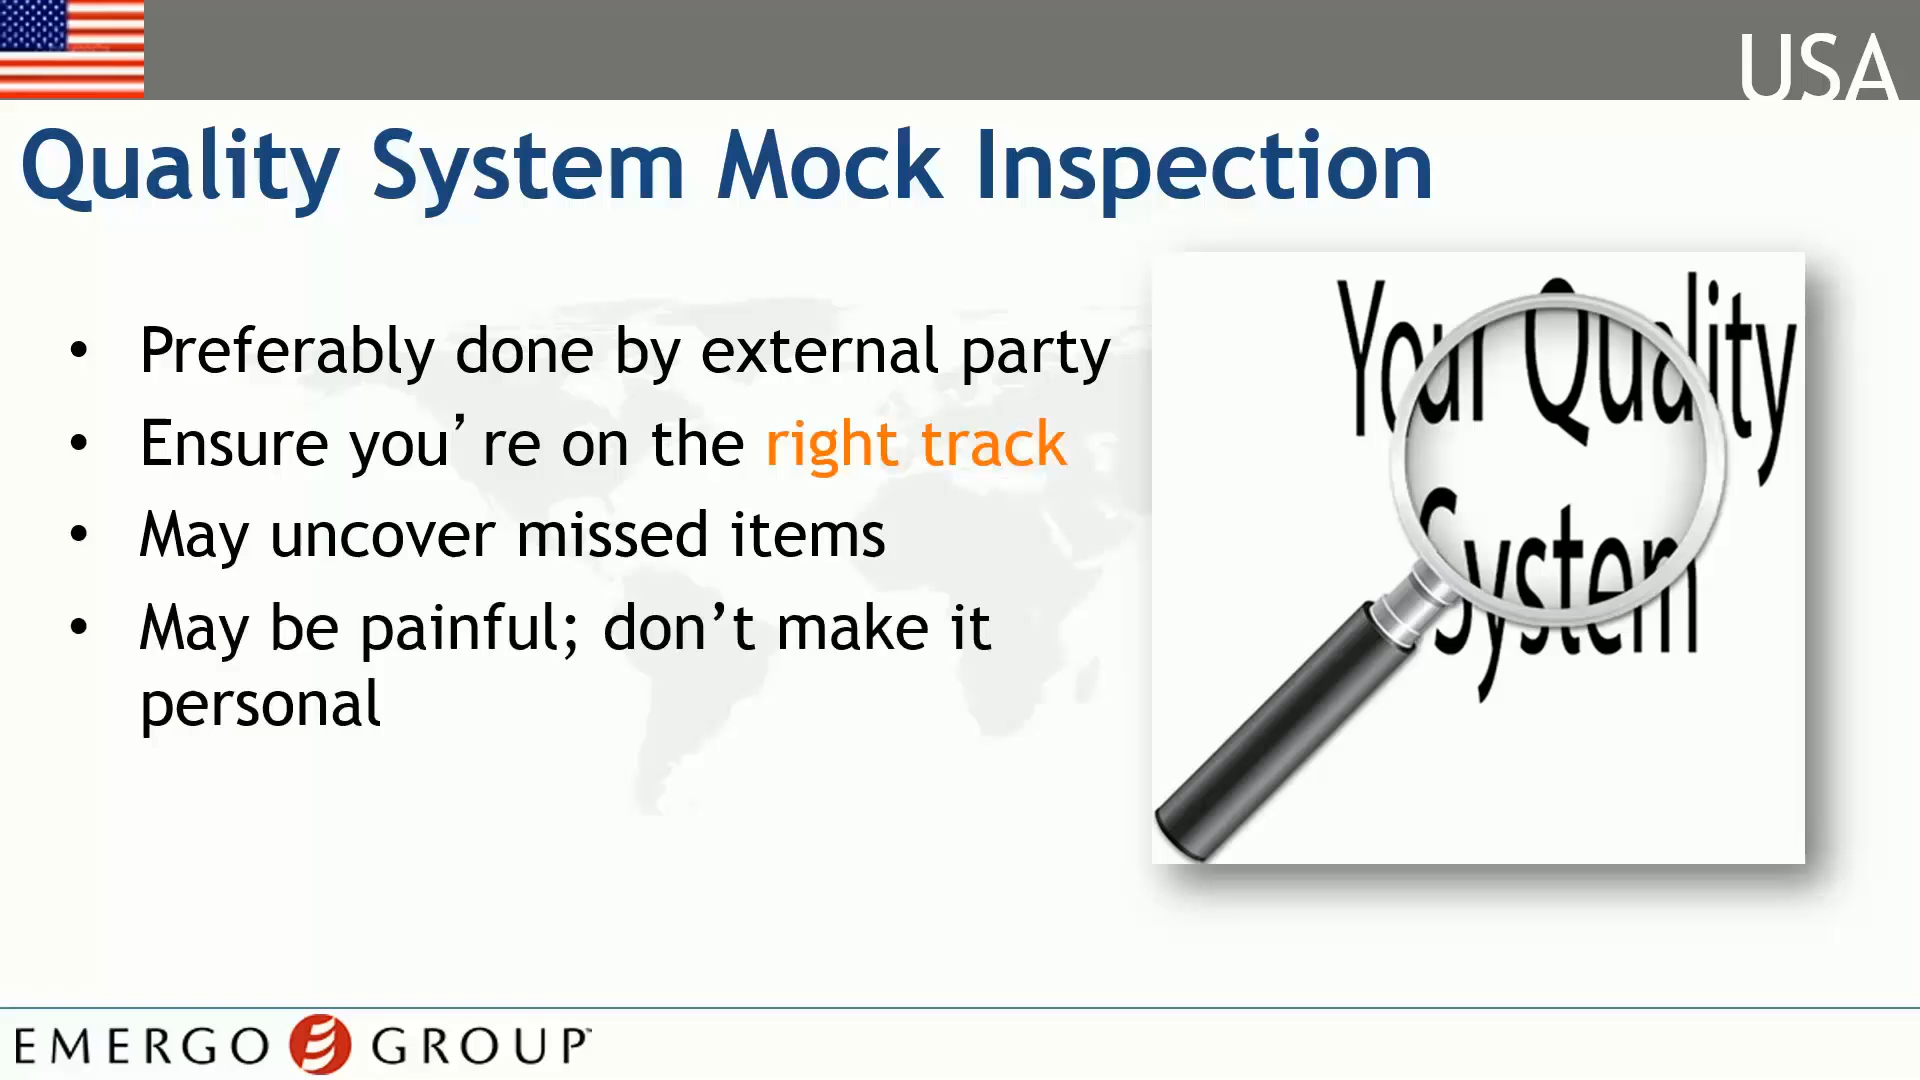 USA
Quality System Mock Inspection
• Preferably done by external party
• Ensure you’re on the right track
• May uncover missed items
• May be painful; don’t make it
personal
Your Quality
System
EMERGO GROUP™